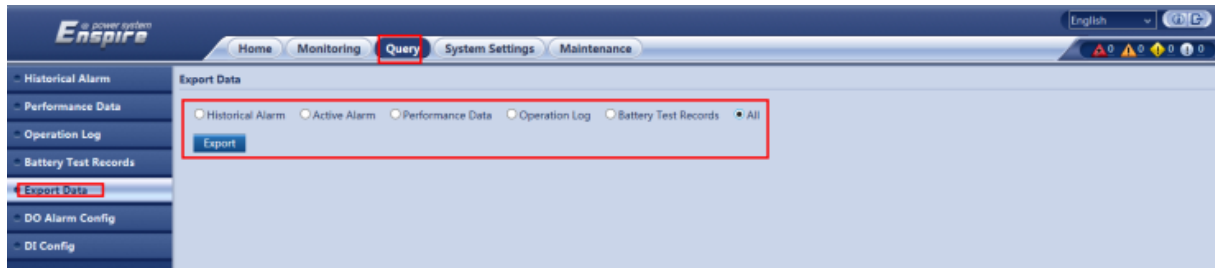 English
e power system
Enspire
Home Monitoring Query System Settings Maintenance
0 0 0 0
Historical Alarm
Export Data
Performance Data
Historical Alarm Active Alarm Performance Data Operation Log Battery Test Records All
Operation Log
Export
Battery Test Records
Export Data
DO Alarm Config
DI Config